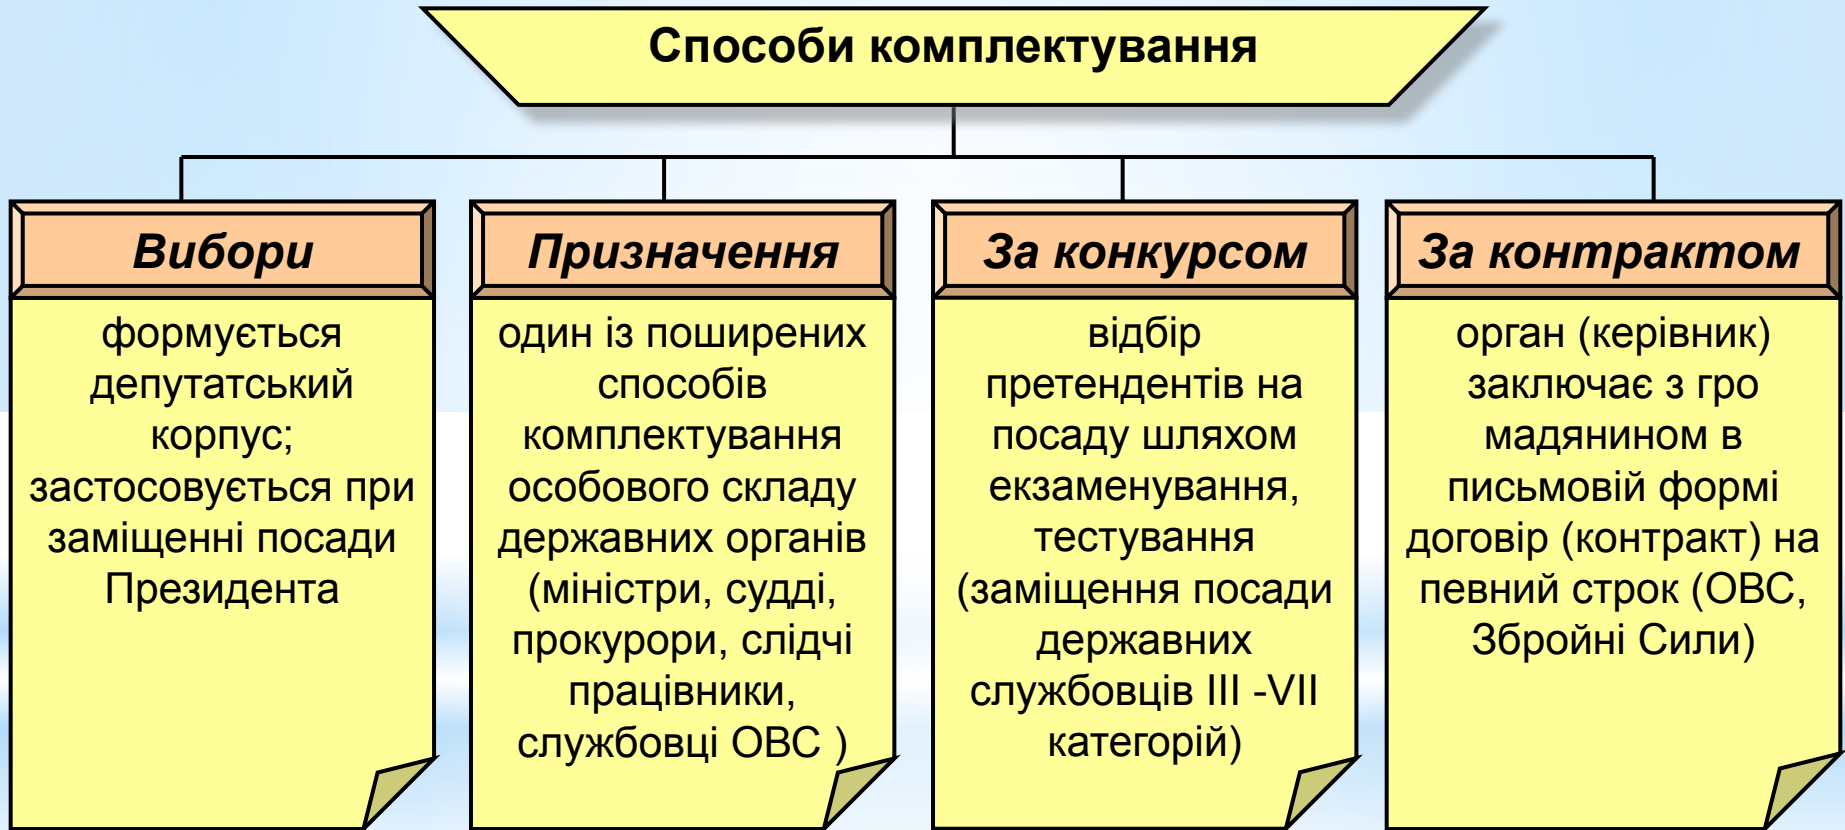 Способи комплектування
Вибори
формується
депутатський
корпус;
застосовується при
заміщенні посади
Президента
Призначення
один із поширених
способів
комплектування
особового складу
державних органів
(міністри, судді,
прокурори, слідчі
працівники,
службовці ОВС )
За конкурсом
відбір
претендентів на
посаду шляхом
екзаменування,
тестування
(заміщення посади
державних
службовців III -VII
категорій)
За контрактом
орган (керівник)
заключає з гро
мадянином в
письмовій формі
договір (контракт) на
певний строк (ОВС,
Збройні Сили)